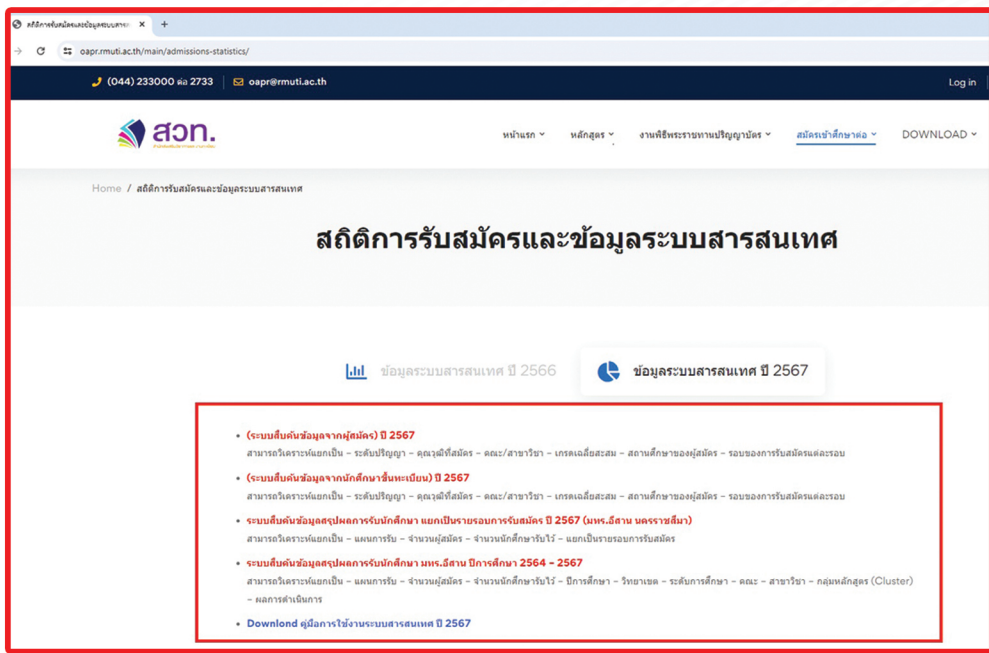 สถิติการรับสมัครและข้อมูลระบบสารสน
oapr.rmuti.ac.th/main/admissions-statistics/
(044) 233000 ต่อ 2733 oapr@rmuti.ac.th Log in
สวท.
หน้าแรก หลักสูตร งานพิธีพระราชทานปริญญาบัตร สมัครเข้าศึกษาต่อ DOWNLOAD
Home / สถิติการรับสมัครและข้อมูลระบบสารสนเทศ
สถิติการรับสมัครและข้อมูลระบบสารสนเทศ
ข้อมูลระบบสารสนเทศ ปี 2566 ข้อมูลระบบสารสนเทศ ปี 2567
• (ระบบสืบค้นข้อมูลจากผู้สมัคร) ปี 2567
สามารถวิเคราะห์แยกเป็น – ระดับปริญญา – คุณวุฒิที่สมัคร – คณะ/สาขาวิชา – เกรดเฉลี่ยสะสม – สถานศึกษาของผู้สมัคร – รอบของการรับสมัครแต่ละรอบ
• (ระบบสืบค้นข้อมูลจากนักศึกษาขึ้นทะเบียน) ปี 2567
สามารถวิเคราะห์แยกเป็น – ระดับปริญญา – คุณวุฒิที่สมัคร – คณะ/สาขาวิชา – เกรดเฉลี่ยสะสม – สถานศึกษาของผู้สมัคร – รอบของการรับสมัครแต่ละรอบ
• ระบบสืบค้นข้อมูลสรุปผลการรับนักศึกษา แยกเป็นรายรอบการรับสมัคร ปี 2567 (มทร.อีสาน นครราชสีมา)
สามารถวิเคราะห์แยกเป็น – แผนการรับ – จำนวนผู้สมัคร – จำนวนนักศึกษารับไว้ – แยกเป็นรายรอบการรับสมัคร
• ระบบสืบค้นข้อมูลสรุปผลการรับนักศึกษา มทร.อีสาน ปีการศึกษา 2564 – 2567
สามารถวิเคราะห์แยกเป็น – แผนการรับ – จำนวนผู้สมัคร – จำนวนนักศึกษารับไว้ – ปีการศึกษา – วิทยาเขต – ระดับการศึกษา – คณะ – สาขาวิชา – กลุ่มหลักสูตร (Cluster)
– ผลการดำเนินการ
• Downlond คู่มือการใช้งานระบบสารสนเทศ ปี 2567